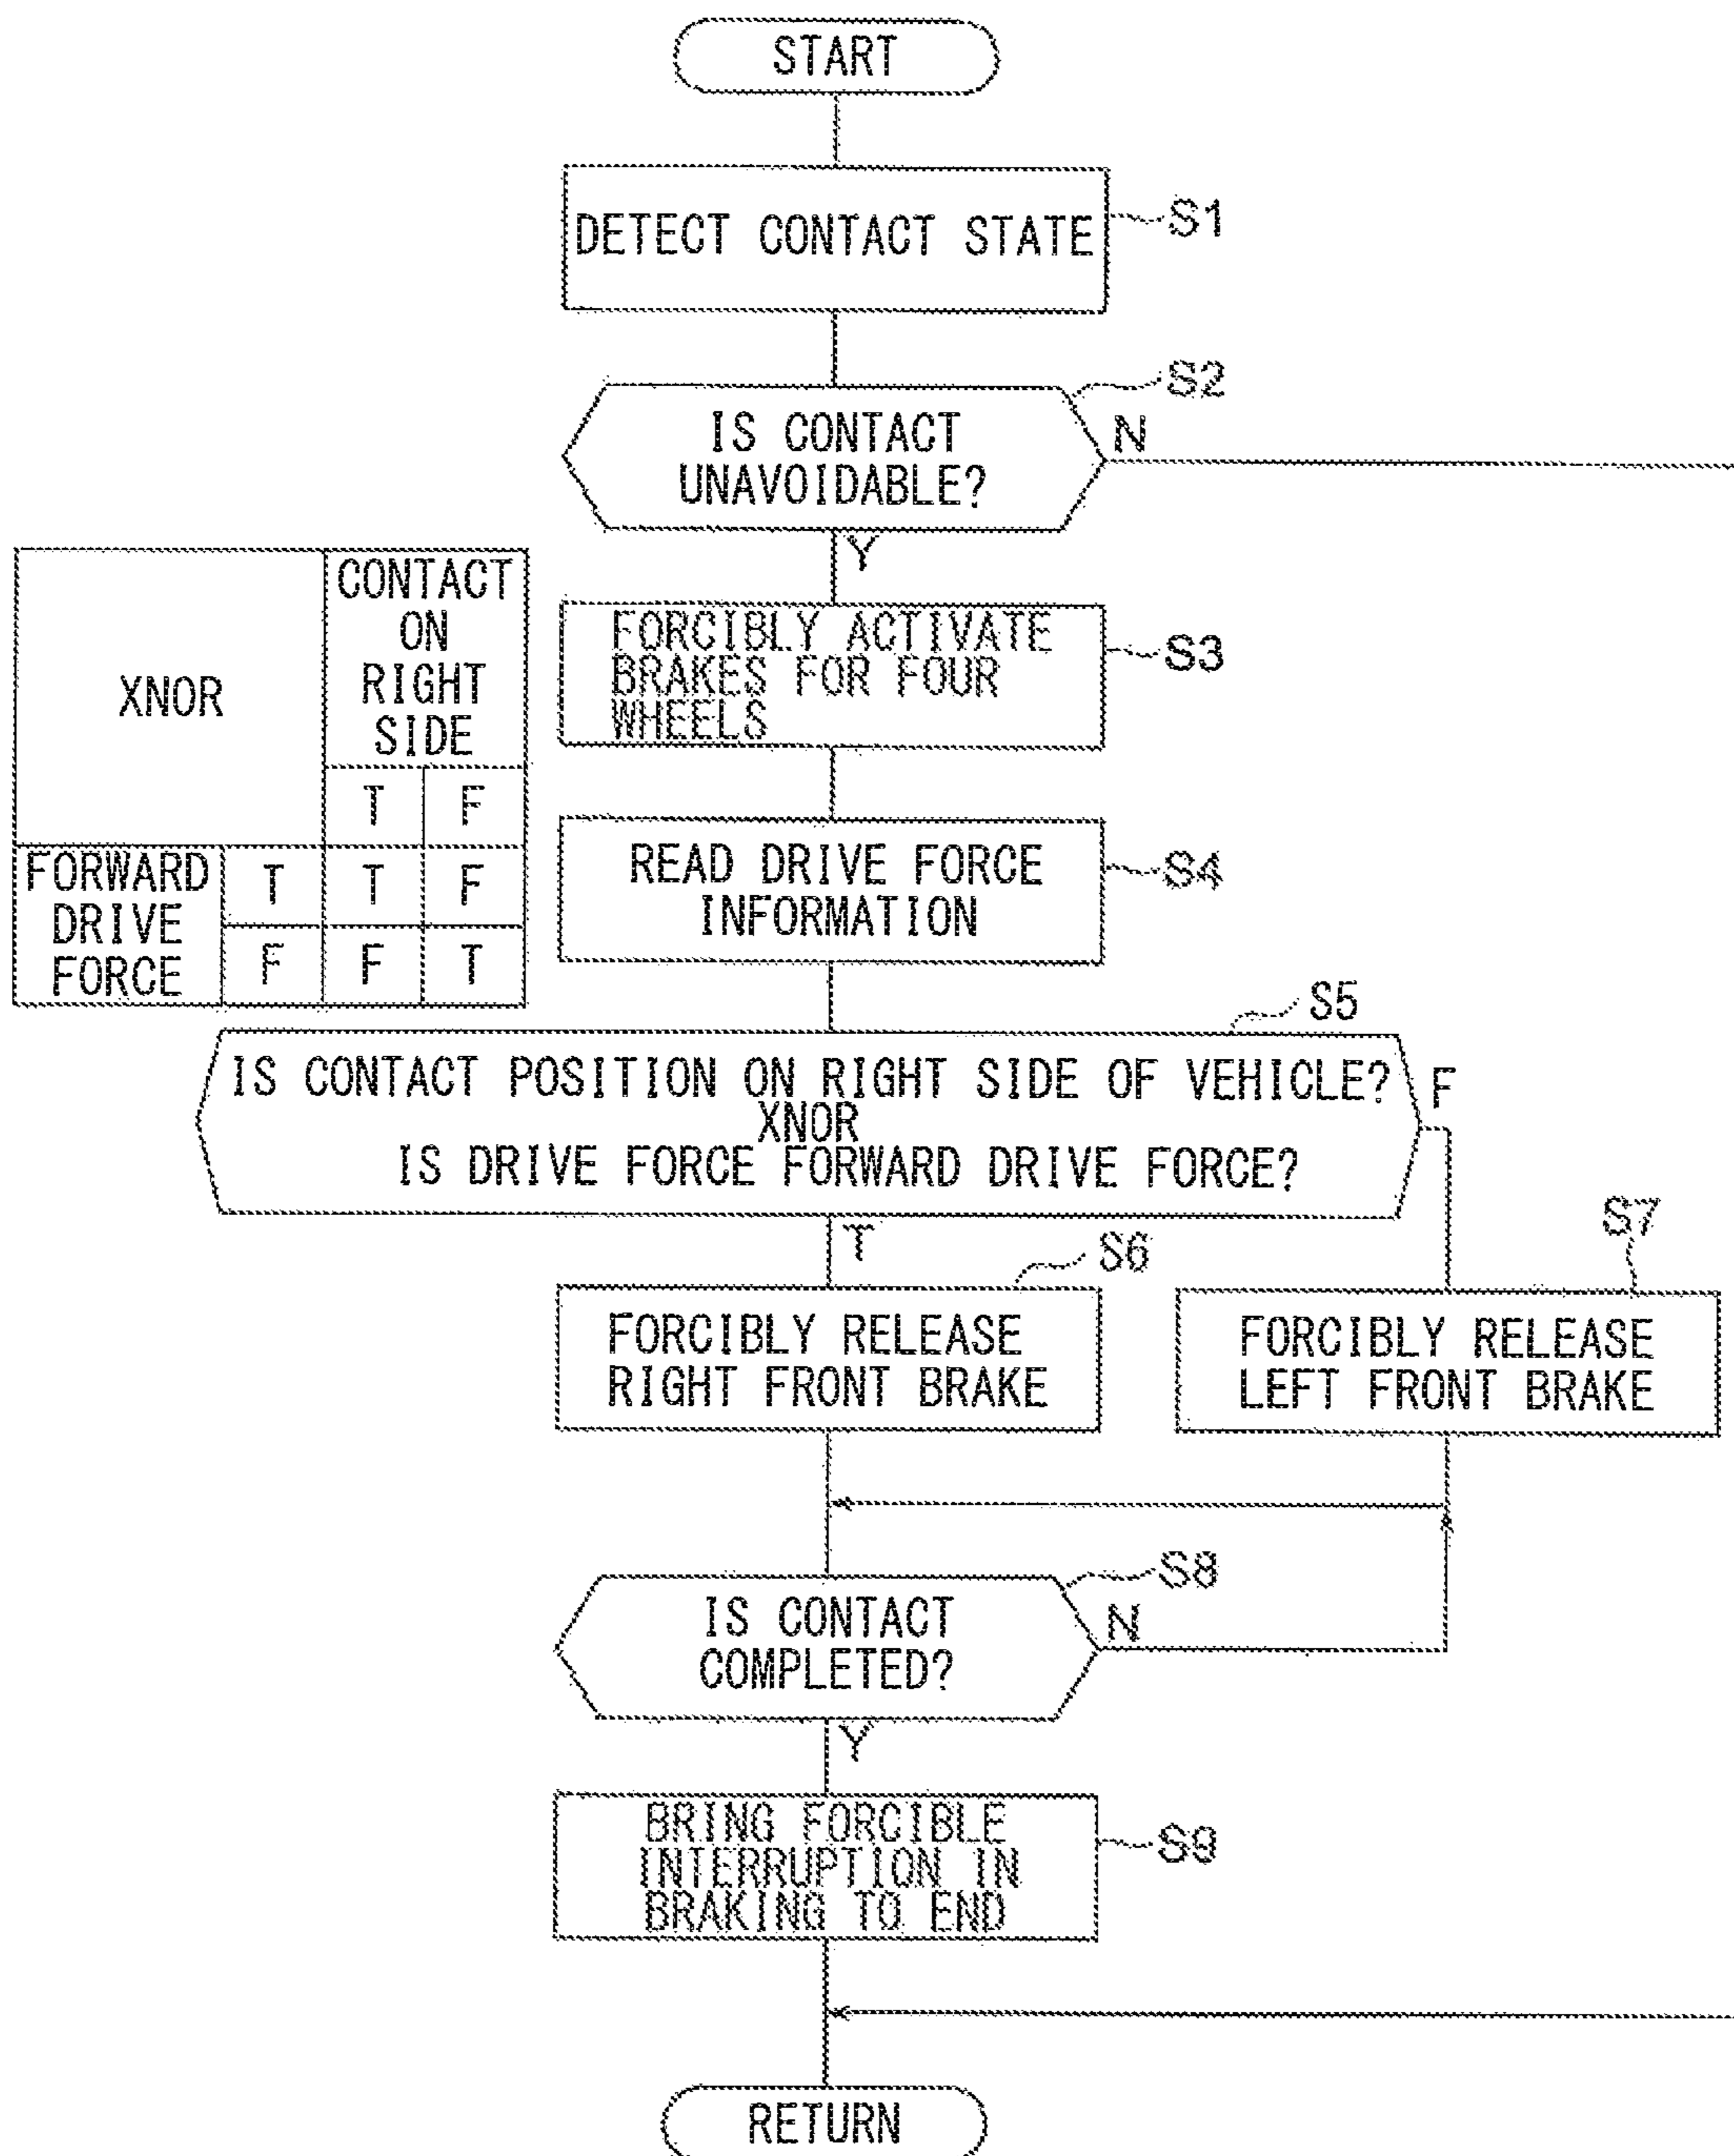 START
DETECT CONTACT STATE
S1
S2
IS CONTACT
UNAVOIDABLE?
N
Y
XNOR
CONTACT
ON
RIGHT
SIDE
T F
FORWARD
DRIVE
FORCE
T T F
F F T
FORCIBLY ACTIVATE
BRAKES FOR FOUR
WHEELS
S3
READ DRIVE FORCE
INFORMATION
S4
S5
IS CONTACT POSITION ON RIGHT SIDE OF VEHICLE?
XNOR
IS DRIVE FORCE FORWARD DRIVE FORCE?
F
T
S6
FORCIBLY RELEASE
RIGHT FRONT BRAKE
S7
FORCIBLY RELEASE
LEFT FRONT BRAKE
S8
IS CONTACT
COMPLETED?
N
Y
BRING FORCIBLE
INTERRUPTION IN
BRAKING TO END
S9
RETURN